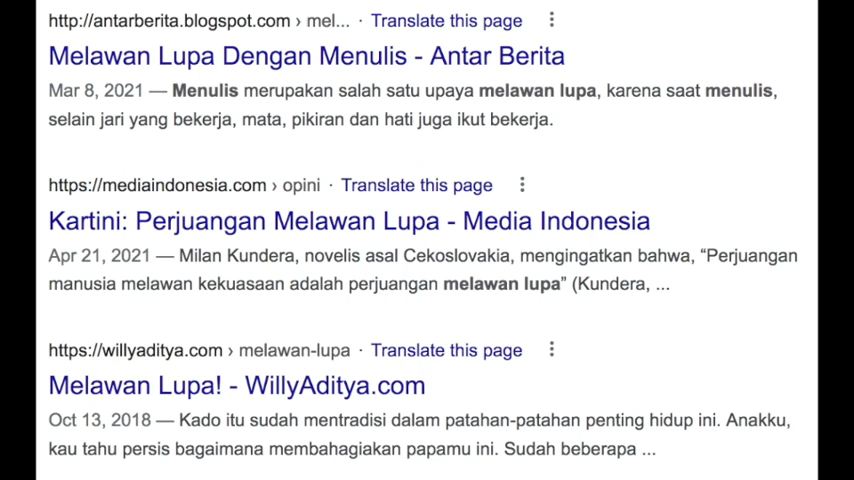 http://antarberita.blogspot.com › mel... · Translate this page
Melawan Lupa Dengan Menulis - Antar Berita
Mar 8, 2021 — Menulis merupakan salah satu upaya melawan lupa, karena saat menulis,
selain jari yang bekerja, mata, pikiran dan hati juga ikut bekerja.
https://mediaindonesia.com › opini · Translate this page
Kartini: Perjuangan Melawan Lupa - Media Indonesia
Apr 21, 2021 — Milan Kundera, novelis asal Cekoslovakia, mengingatkan bahwa, “Perjuangan
manusia melawan kekuasaan adalah perjuangan melawan lupa” (Kundera, ...
https://willyaditya.com › melawan-lupa · Translate this page
Melawan Lupa! - WillyAditya.com
Oct 13, 2018 — Kado itu sudah mentradisi dalam patahan-patahan penting hidup ini. Anakku,
kau tahu persis bagaimana membahagiakan papamu ini. Sudah beberapa ...